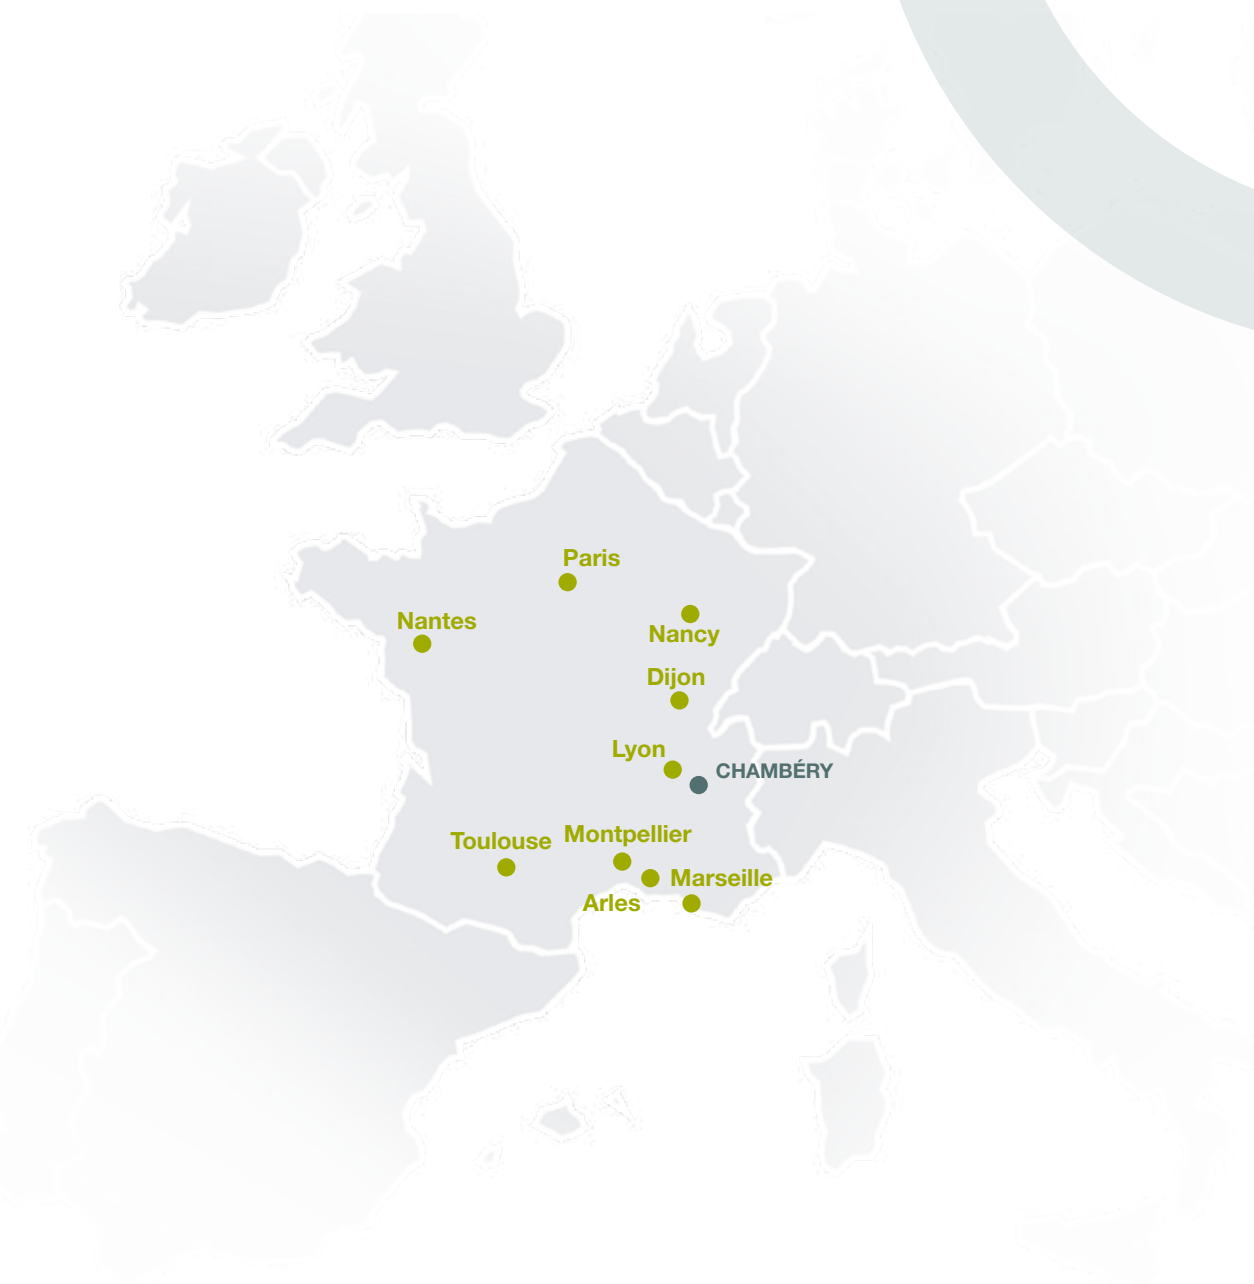 Paris
Nantes
Nancy
Dijon
Lyon
CHAMBÉRY
Toulouse
Montpellier
Marseille
Arles